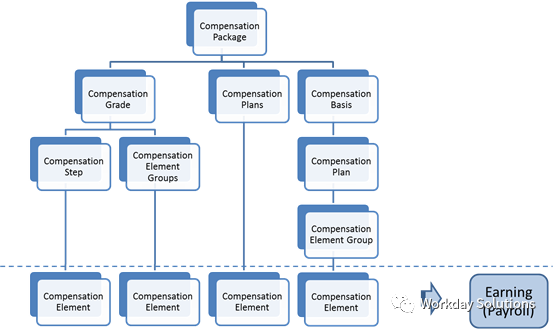 Compensation
Package
Compensation
Grade
Compensation
Plans
Compensation
Basis
Compensation
Step
Compensation
Element
Groups
Compensation
Plan
Compensation
Element Group
Compensation
Element
Compensation
Element
Compensation
Element
Compensation
Element
Earning
(Payroll)
Workday Solutions